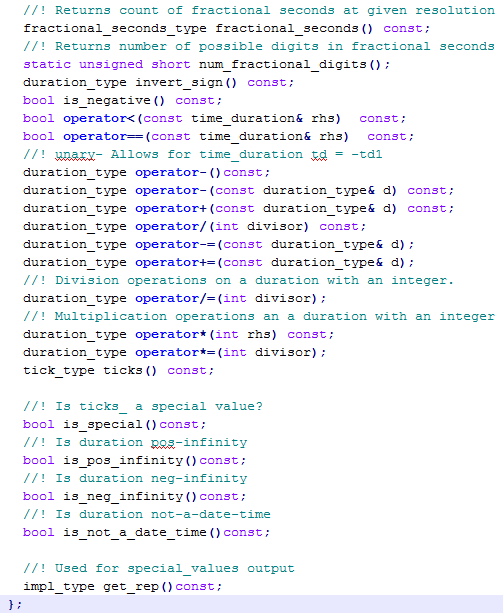 //! Returns count of fractional seconds at given resolution
fractional_seconds_type fractional_seconds() const;
//! Returns number of possible digits in fractional seconds
static unsigned short num_fractional_digits();
duration_type invert_sign() const;
bool is_negative() const;
bool operator<(const time_duration& rhs)  const;
bool operator==(const time_duration& rhs)  const;
//! unary- Allows for time_duration td = -td1
duration_type operator-()const;
duration_type operator-(const duration_type& d) const;
duration_type operator+(const duration_type& d) const;
duration_type operator/(int divisor) const;
duration_type operator-=(const duration_type& d);
duration_type operator+=(const duration_type& d);
//! Division operations on a duration with an integer.
duration_type operator/=(int divisor);
//! Multiplication operations an a duration with an integer
duration_type operator*(int rhs) const;
duration_type operator*=(int divisor);
tick_type ticks() const;
//! Is ticks_ a special value?
bool is_special()const;
//! Is duration pos-infinity
bool is_pos_infinity()const;
//! Is duration neg-infinity
bool is_neg_infinity()const;
//! Is duration not-a-date-time
bool is_not_a_date_time()const;
//! Used for special_values output
impl_type get_rep()const;
};